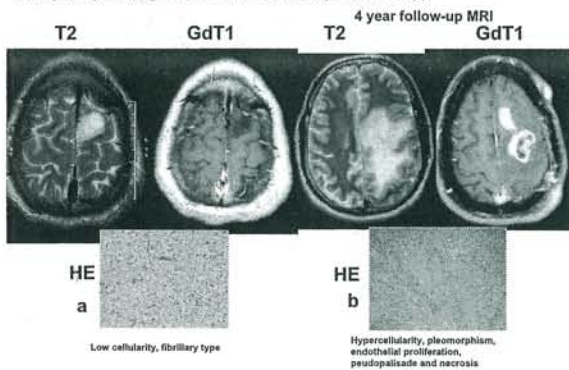 4 year follow-up MRI
T2 GdT1 T2 GdT1
HE
a
HE
b
Low cellularity, fibrillary type
Hypercellularity, pleomorphism,
endothelial proliferation,
peudopalisade and necrosis